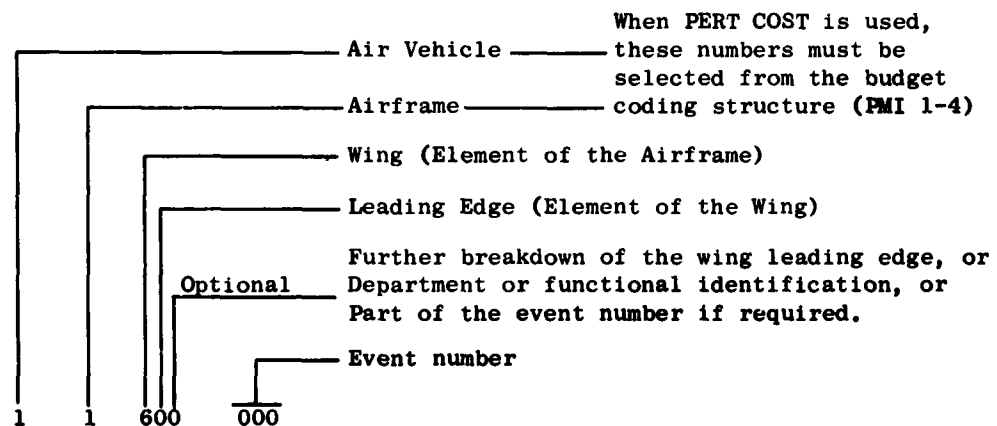 When PERT COST is used,
Air Vehicle these numbers must be
selected from the budget
Airframe coding structure (PMI 1-4)
Wing (Element of the Airframe)
Leading Edge (Element of the Wing)
Further breakdown of the wing leading edge, or
Optional Department or functional identification, or
Part of the event number if required.
Event number
1 1 600 000